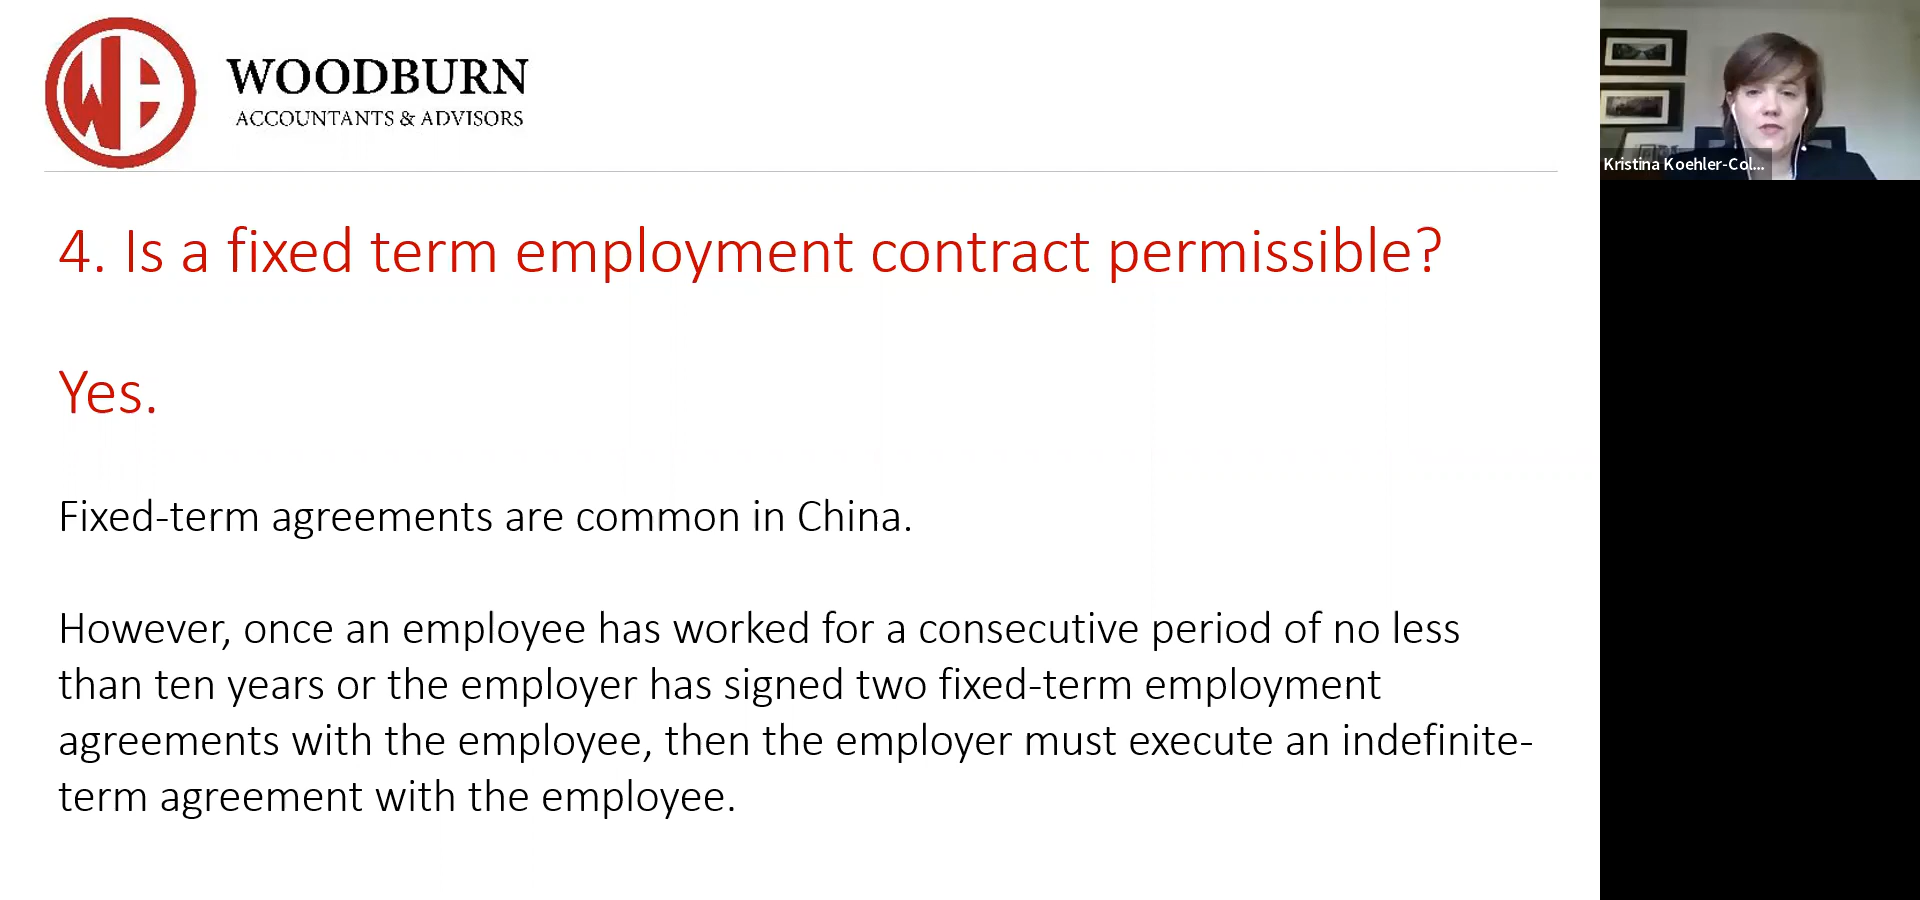 WOODBURN
ACCOUNTANTS & ADVISORS
Kristina Koehler-Col...
4. Is a fixed term employment contract permissible?
Yes.
Fixed-term agreements are common in China.
However, once an employee has worked for a consecutive period of no less
than ten years or the employer has signed two fixed-term employment
agreements with the employee, then the employer must execute an indefinite-
term agreement with the employee.